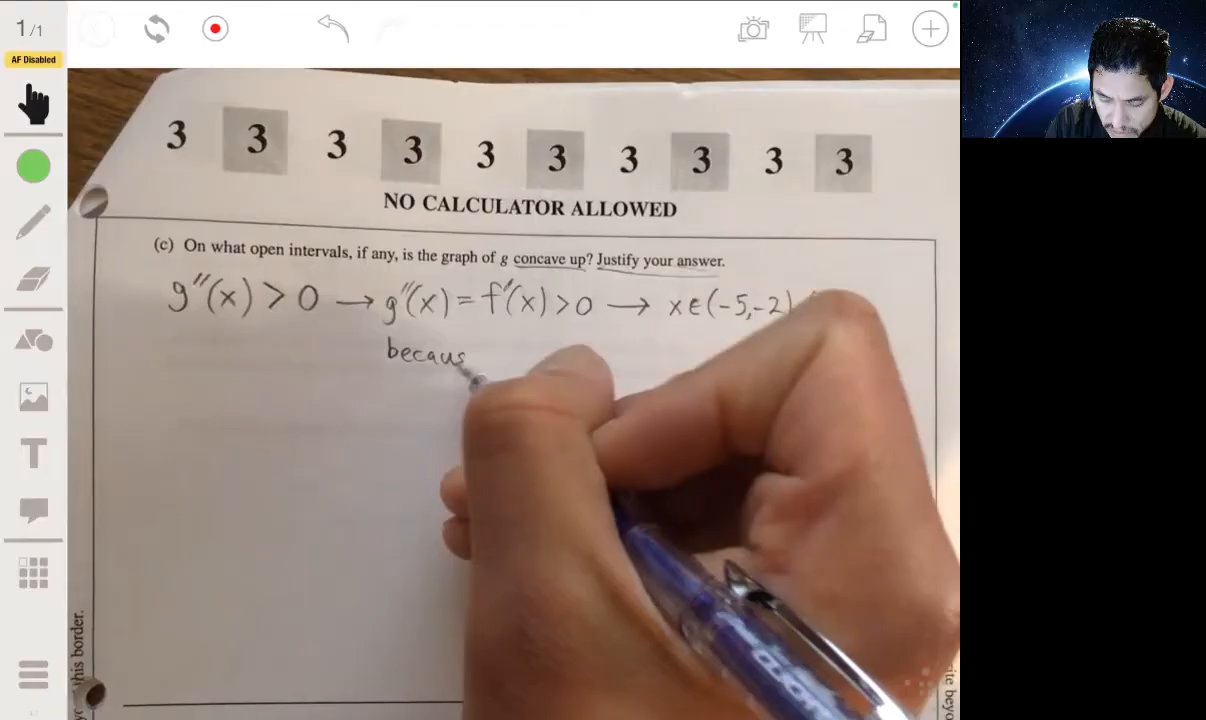 1/1
AF Disabled
3 3 3 3 3 3 3 3 3 3
NO CALCULATOR ALLOWED
(c) On what open intervals, if any, is the graph of g concave up? Justify your answer.
g''(x) > 0 → g''(x) = f'(x) > 0 → x ∈ (-5,-2)
becaus
T
this border.